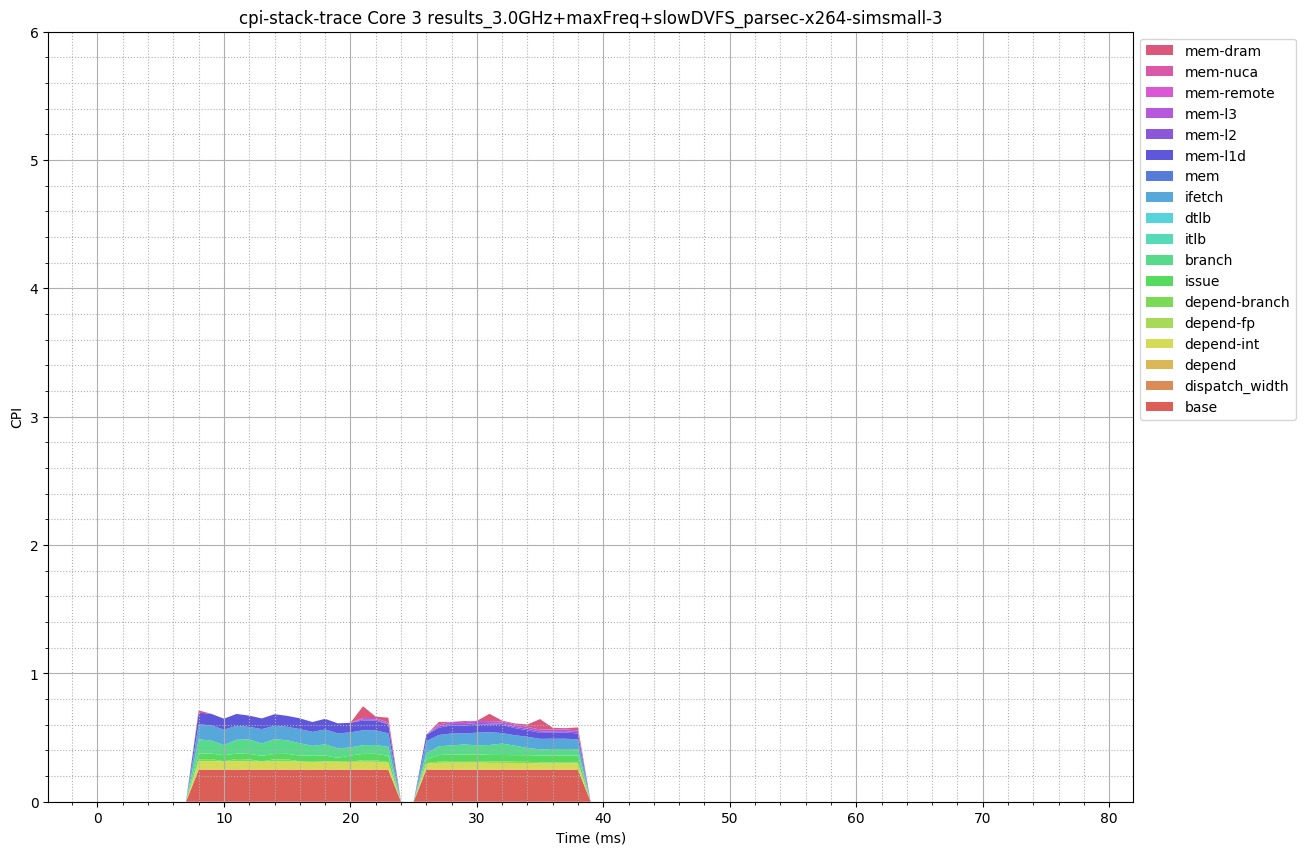 cpi-stack-trace Core 3 results_3.0GHz+maxFreq+slowDVFS_parsec-x264-simsmall-3
6
5
4
3
2
1
0
CPI
0 10 20 30 40 50 60 70 80
Time (ms)
mem-dram
mem-nuca
mem-remote
mem-l3
mem-l2
mem-l1d
mem
ifetch
dtlb
itlb
branch
issue
depend-branch
depend-fp
depend-int
depend
dispatch_width
base